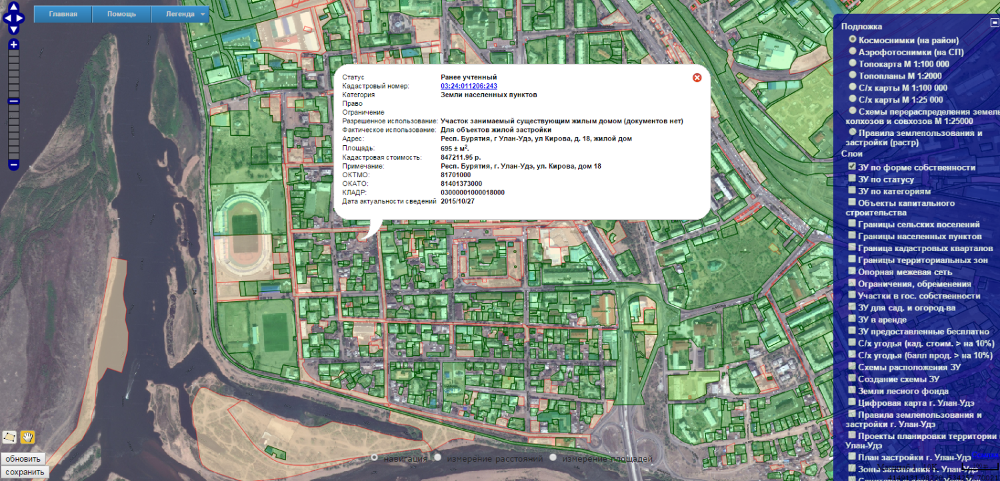 Главная
Помощь
Легенда
Статус Ранее учтенный
Кадастровый номер: 03:24:011206:243
Категория Земли населенных пунктов
Право
Ограничение
Разрешенное использование: Участок занимаемый существующим жилым домом (документов нет)
Фактическое использование: Для объектов жилой застройки
Адрес: Респ. Бурятия, г Улан-Удэ, ул Кирова, д. 18, жилой дом
Площадь: 695 ± м².
Кадастровая стоимость: 847211.95 р.
Примечание: Респ. Бурятия, г. Улан-Удэ, ул. Кирова, дом 18
ОКТМО: 81701000
ОКАТО: 81401373000
КЛАДР: 03000001000018000
Дата актуальности сведений 2015/10/27
Подложка
Космоснимки (на район)
Аэрофотоснимки (на СП)
Топокарта М 1:100 000
Топопланы М 1:2000
С/х карты М 1:100 000
С/х карты М 1:25 000
Схемы перераспределения земель
колхозов и совхозов М 1:25000
Правила землепользования и
застройки (растр)
Слои
ЗУ по форме собственности
ЗУ по статусу
ЗУ по категориям
Объекты капитального
строительства
Границы сельских поселений
Границы населенных пунктов
Граница кадастровых кварталов
Границы территориальных зон
Опорная межевая сеть
Ограничения, обременения
Участки в гос. собственности
ЗУ для сад. и огород-ва
ЗУ в аренде
ЗУ предоставленные бесплатно
С/х угодья (кад. стоим. > на 10%)
С/х угодья (балл прод. > на 10%)
Схемы расположения ЗУ
Создание схемы ЗУ
Земли лесного фонда
Цифровая карта г. Улан-Удэ
Правила землепользования и
застройки г. Улан-Удэ
Проекты планировки территории
Улан-Удэ
План застройки г. Улан-Удэ
Зоны затопления г. Улан-Удэ
обновить
сохранить
навигация
измерение расстояний
измерение площадей